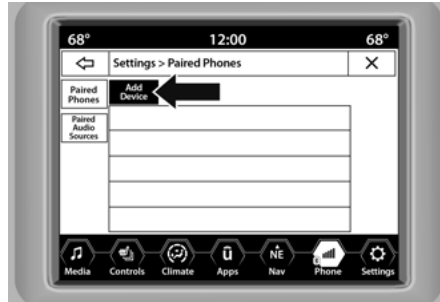 68° 12:00 68°
Settings > Paired Phones
Paired
Phones
Add
Device
Paired
Audio
Sources
NE
Media Controls Climate Apps Nav Phone Settings